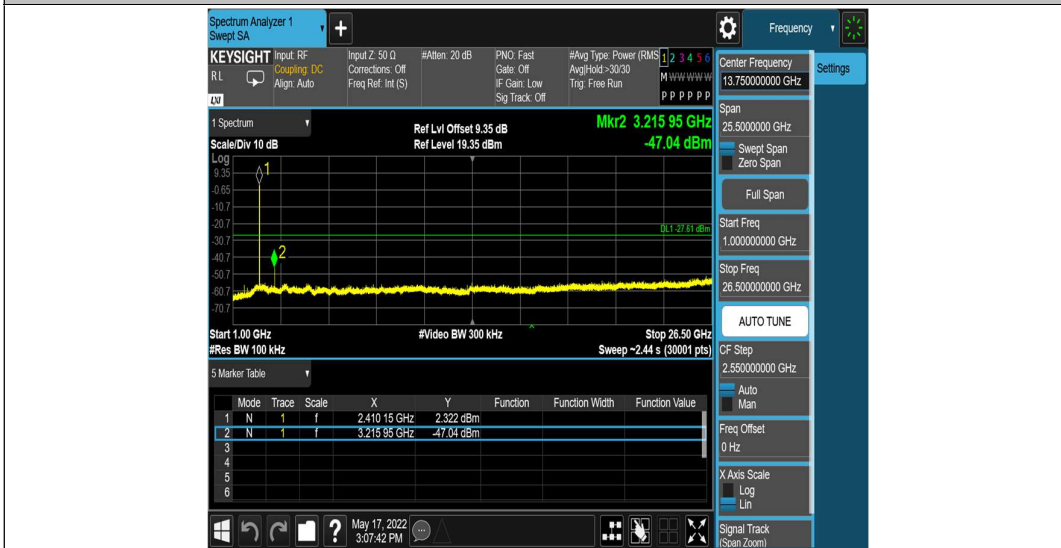 Spectrum Analyzer 1
Swept SA
+
Frequency
KEYSIGHT
RL
LNI
Input: RF
Coupling: DC
Align: Auto
Input Z: 50 Ω
Corrections: Off
Freq Ref: Int (S)
#Atten: 20 dB
PNO: Fast
Gate: Off
IF Gain: Low
Sig Track: Off
#Avg Type: Power (RMS
Avg|Hold:>30/30
Trig: Free Run
1 2 3 4 5 6
M W W W W W
P P P P P P
1 Spectrum
Scale/Div 10 dB
Ref Lvl Offset 9.35 dB
Ref Level 19.35 dBm
Mkr2 3.215 95 GHz
-47.04 dBm
Log
9.35
-0.65
-10.7
-20.7
-30.7
-40.7
-50.7
-60.7
-70.7
1
2
DL1 -27.61 dBm
Start 1.00 GHz
#Res BW 100 kHz
#Video BW 300 kHz
Stop 26.50 GHz
Sweep ~2.44 s (30001 pts)
5 Marker Table
Mode Trace Scale X Y Function Function Width Function Value
1 N 1 f 2.410 15 GHz 2.322 dBm
2 N 1 f 3.215 95 GHz -47.04 dBm
3
4
5
6
May 17, 2022
3:07:42 PM
?
Center Frequency
13.750000000 GHz
Settings
Span
25.5000000 GHz
Swept Span
Zero Span
Full Span
Start Freq
1.000000000 GHz
Stop Freq
26.500000000 GHz
AUTO TUNE
CF Step
2.550000000 GHz
Auto
Man
Freq Offset
0 Hz
X Axis Scale
Log
Lin
Signal Track
(Span Zoom)